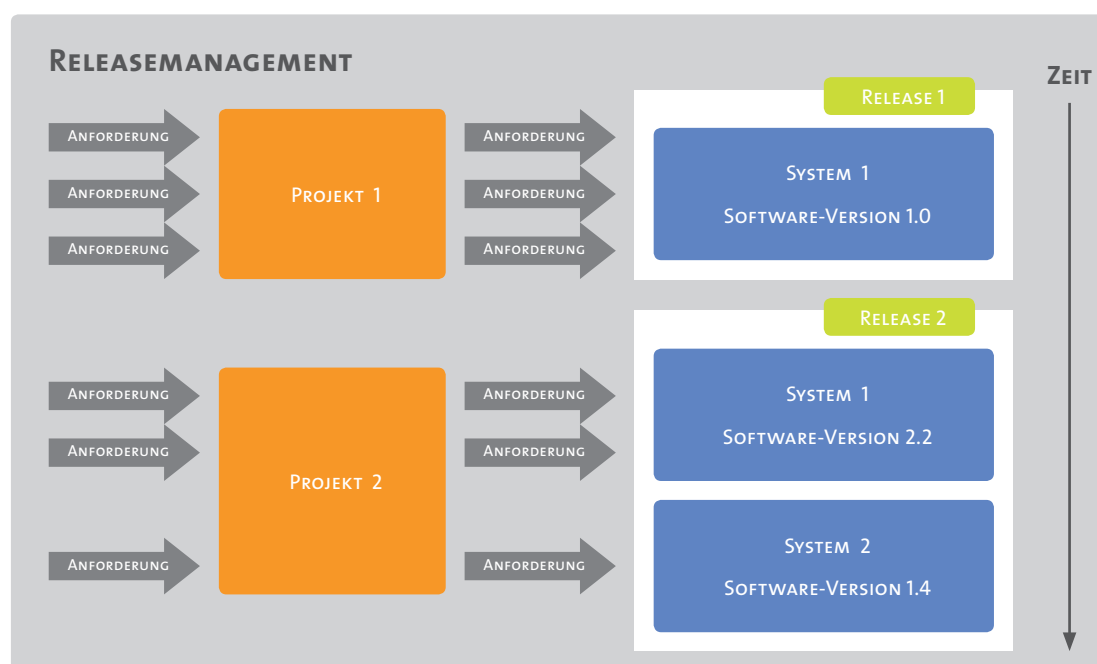 Releasemanagement
Zeit
Release 1
Anforderung
Anforderung
Anforderung
Projekt 1
Anforderung
Anforderung
Anforderung
System 1
Software-Version 1.0
Release 2
Anforderung
Anforderung
Anforderung
Projekt 2
Anforderung
Anforderung
Anforderung
System 1
Software-Version 2.2
System 2
Software-Version 1.4